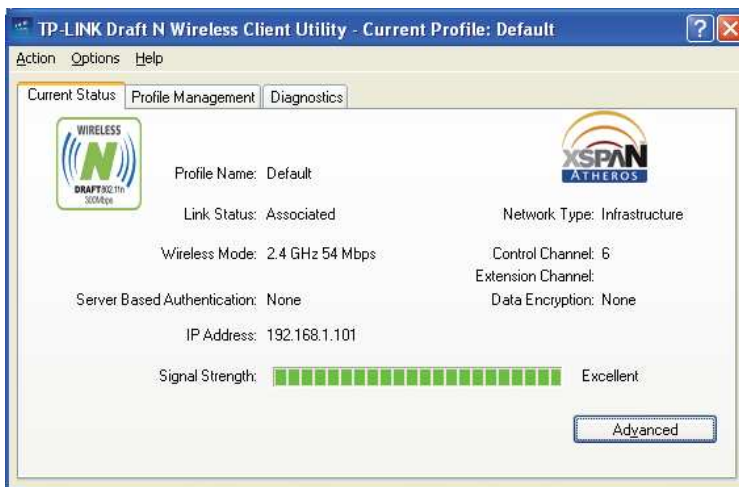 TP-LINK Draft N Wireless Client Utility - Current Profile: Default
Action Options Help
Current Status Profile Management Diagnostics
WIRELESS
N
DRAFT 802.11n
300Mbps
XSPAN
ATHEROS
Profile Name: Default
Link Status: Associated Network Type: Infrastructure
Wireless Mode: 2.4 GHz 54 Mbps Control Channel: 6
Extension Channel:
Server Based Authentication: None Data Encryption: None
IP Address: 192.168.1.101
Signal Strength: Excellent
Advanced